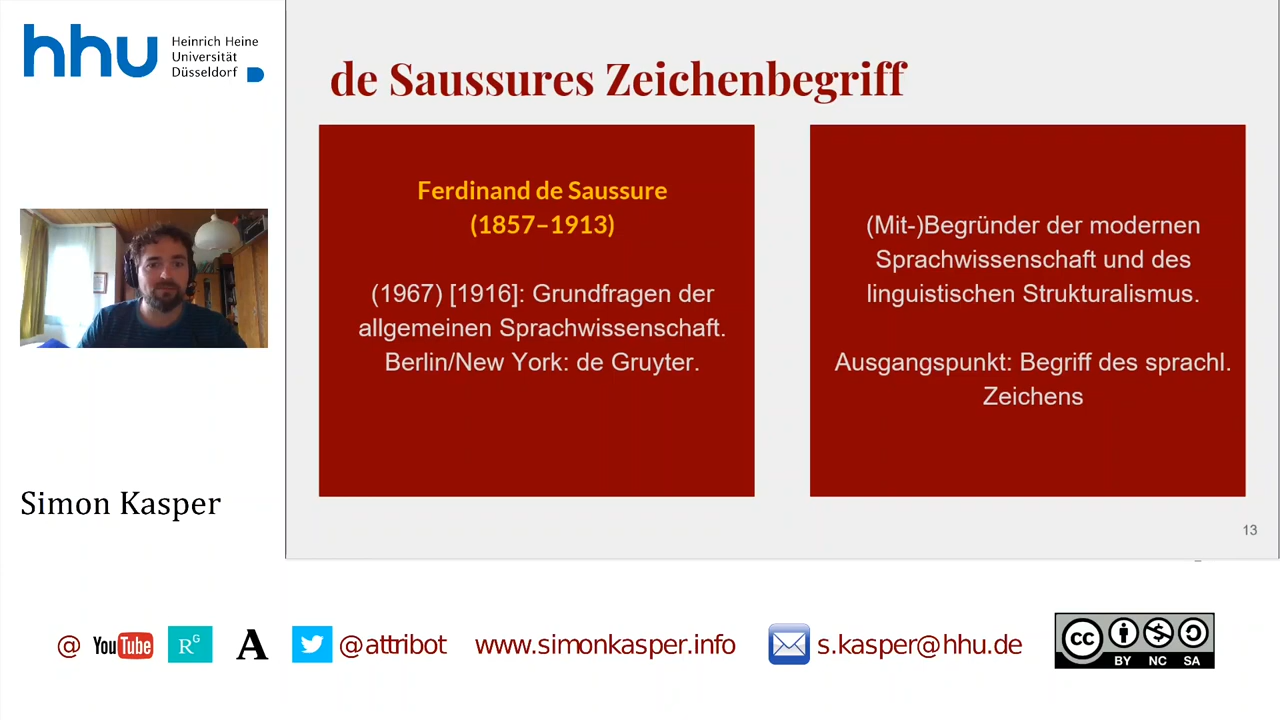 hhu
Heinrich Heine
Universität
Düsseldorf
de Saussures Zeichenbegriff
Ferdinand de Saussure
(1857–1913)
(1967) [1916]: Grundfragen der
allgemeinen Sprachwissenschaft.
Berlin/New York: de Gruyter.
(Mit-)Begründer der modernen
Sprachwissenschaft und des
linguistischen Strukturalismus.
Ausgangspunkt: Begriff des sprachl.
Zeichens
13
Simon Kasper
@ YouTube RG A @attribot www.simonkasper.info s.kasper@hhu.de
cc BY NC SA